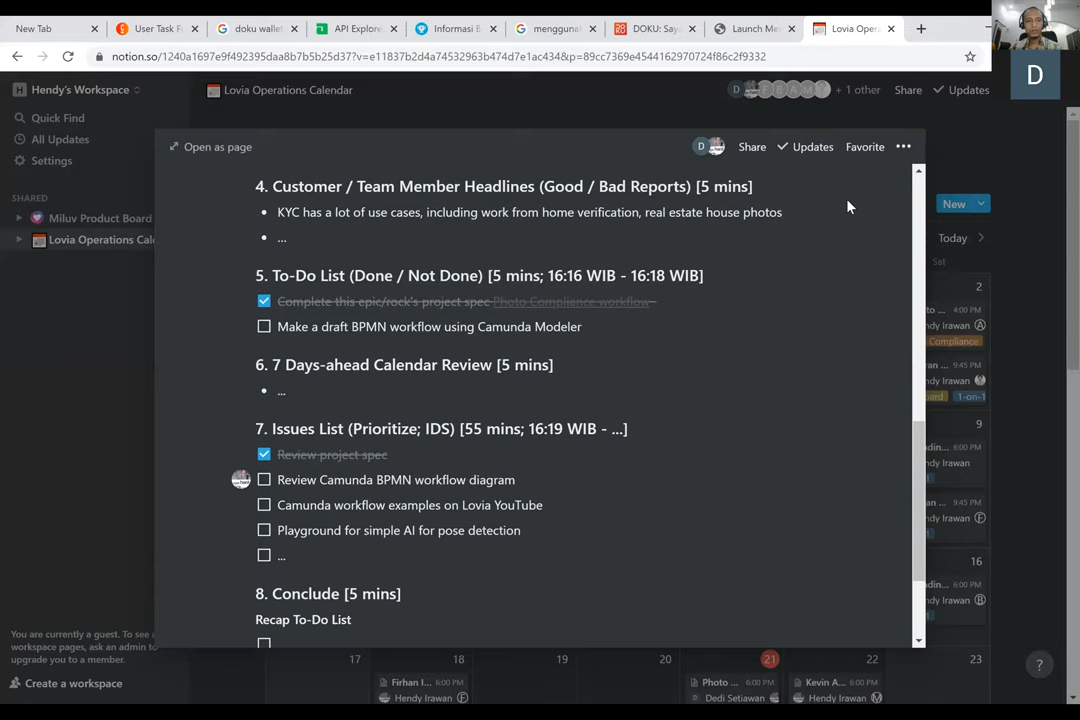 New Tab
User Task F
doku wallet
API Explore
Informasi B
menggunak
DOKU: Saya
Launch Me
Lovia Opera
notion.so/1240a1697e9f492395daa8b7b5b25d37?v=e11837b2d4a74532963b474d7e1ac434&p=89cc7369e4544162970724f86c2f9332
D
H Hendy's Workspace
Lovia Operations Calendar
D F B A M + 1 other Share Updates
Quick Find
All Updates
Settings
SHARED
Miluv Product Board
Lovia Operations Cale
Open as page
D Share Updates Favorite •••
4. Customer / Team Member Headlines (Good / Bad Reports) [5 mins]
• KYC has a lot of use cases, including work from home verification, real estate house photos
• ...
5. To-Do List (Done / Not Done) [5 mins; 16:16 WIB - 16:18 WIB]
Complete this epic/rock's project spec Photo Compliance workflow
Make a draft BPMN workflow using Camunda Modeler
6. 7 Days-ahead Calendar Review [5 mins]
• ...
7. Issues List (Prioritize; IDS) [55 mins; 16:19 WIB - ...]
Review project spec
Review Camunda BPMN workflow diagram
Camunda workflow examples on Lovia YouTube
Playground for simple AI for pose detection
...
8. Conclude [5 mins]
Recap To-Do List
New
Today
Sat
2
to ... 4:00 PM
ndy Irawan A
Compliance
an ... 9:45 PM
ndy Irawan
oard 1-on-1
9
din... 6:00 PM
ndy Irawan
an ... 9:45 PM
ndy Irawan F
16
din... 6:00 PM
ndy Irawan B
You are currently a guest. To see a
workspace pages, ask an admin to
upgrade you to a member.
Create a workspace
17
18
19
20
21
22
23
Firhan I... 6:00 PM
Hendy Irawan F
Photo ... 6:00 PM
D Dedi Setiawan
Kevin A... 6:00 PM
Hendy Irawan M
?